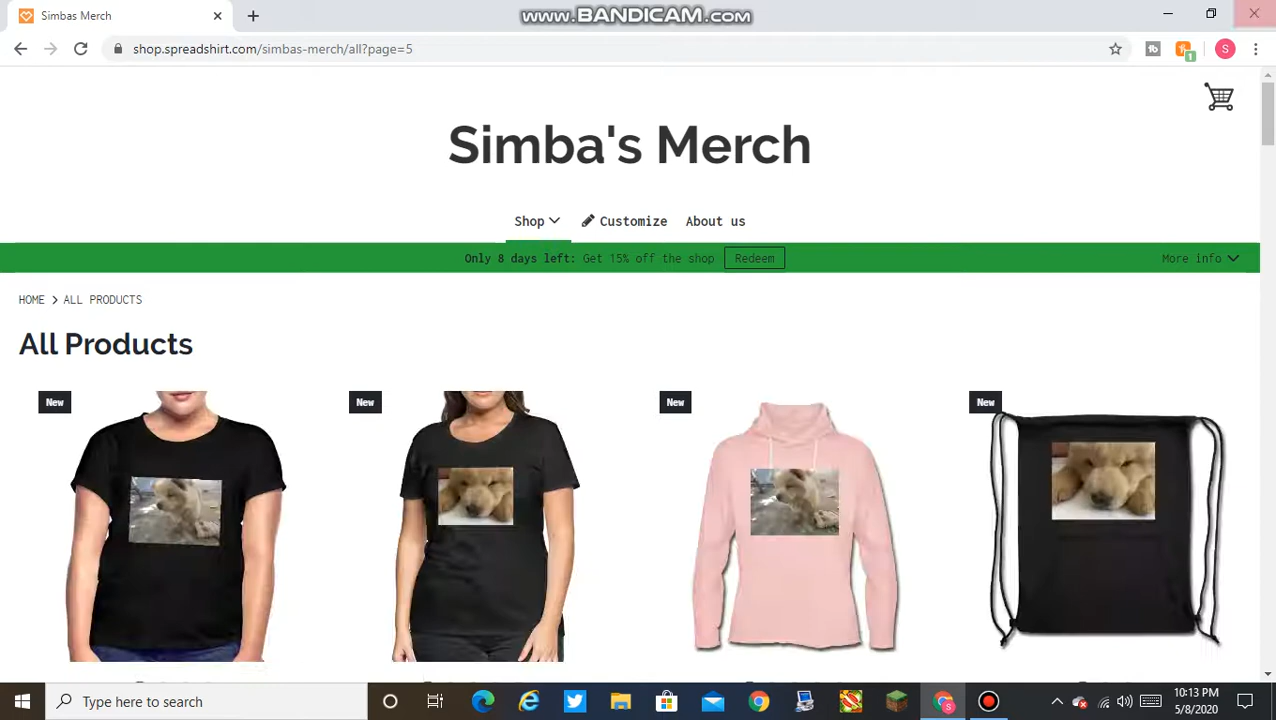 Simbas Merch
www.BANDICAM.com
shop.spreadshirt.com/simbas-merch/all?page=5
S
Simba's Merch
Shop
Customize
About us
Only 8 days left: Get 15% off the shop
Redeem
More info
HOME > ALL PRODUCTS
All Products
New
New
New
New
Type here to search
10:13 PM
5/8/2020